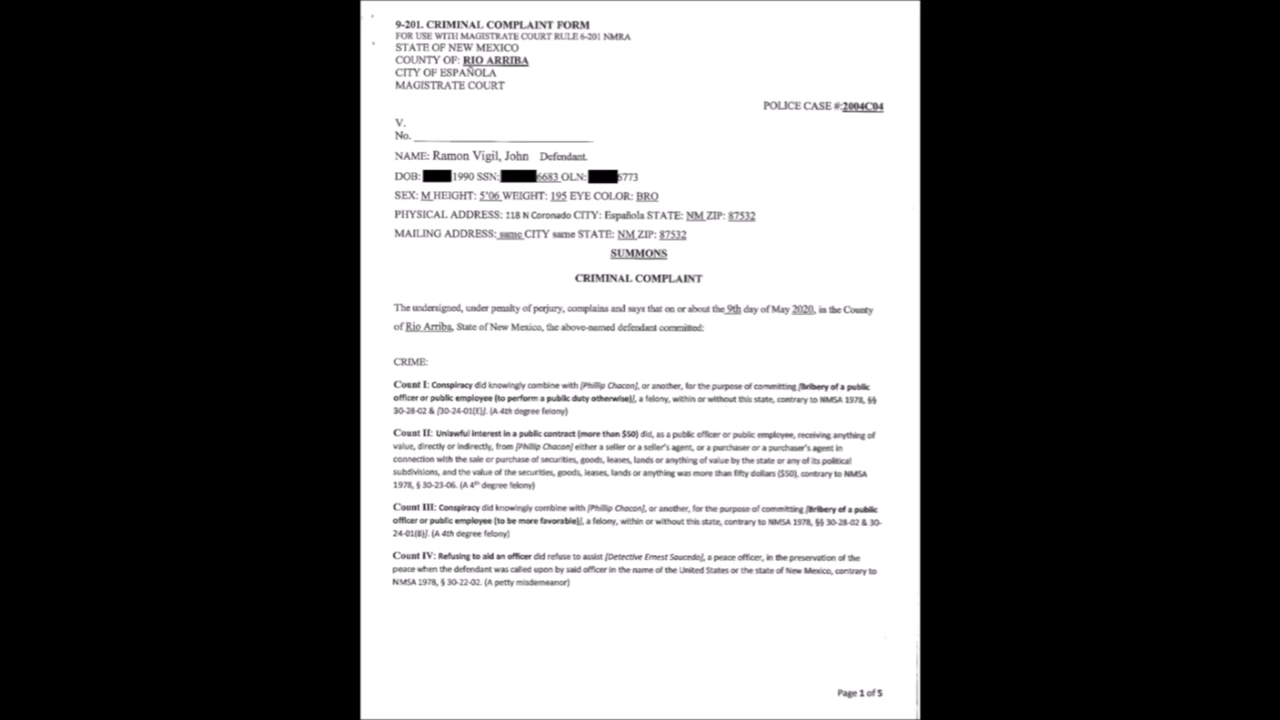 9-201. CRIMINAL COMPLAINT FORM
FOR USE WITH MAGISTRATE COURT RULE 6-201 NMRA
STATE OF NEW MEXICO
COUNTY OF: RIO ARRIBA
CITY OF ESPAÑOLA
MAGISTRATE COURT
POLICE CASE #:2004C04
V.
No.
NAME: Ramon Vigil, John Defendant.
DOB: 1990 SSN: 6683 OLN: 6773
SEX: M HEIGHT: 5'06 WEIGHT: 195 EYE COLOR: BRO
PHYSICAL ADDRESS: 118 N Coronado CITY: Española STATE: NM ZIP: 87532
MAILING ADDRESS: same CITY same STATE: NM ZIP: 87532
SUMMONS
CRIMINAL COMPLAINT
The undersigned, under penalty of perjury, complains and says that on or about the 9th day of May 2020, in the County
of Rio Arriba, State of New Mexico, the above-named defendant committed:
CRIME:
Count I: Conspiracy did knowingly combine with [Phillip Chacon], or another, for the purpose of committing [Bribery of a public
officer or public employee (to perform a public duty otherwise)], a felony, within or without this state, contrary to NMSA 1978, §§
30-28-02 & [30-24-01(E)]. (A 4th degree felony)
Count II: Unlawful interest in a public contract (more than $50) did, as a public officer or public employee, receiving anything of
value, directly or indirectly, from [Phillip Chacon] either a seller or a seller's agent, or a purchaser or a purchaser's agent in
connection with the sale or purchase of securities, goods, leases, lands or anything of value by the state or any of its political
subdivisions, and the value of the securities, goods, leases, lands or anything was more than fifty dollars ($50), contrary to NMSA
1978, § 30-23-06. (A 4th degree felony)
Count III: Conspiracy did knowingly combine with [Phillip Chacon], or another, for the purpose of committing [Bribery of a public
officer or public employee (to be more favorable)], a felony, within or without this state, contrary to NMSA 1978, §§ 30-28-02 & 30-
24-01(B)]. (A 4th degree felony)
Count IV: Refusing to aid an officer did refuse to assist [Detective Ernest Saucedo], a peace officer, in the preservation of the
peace when the defendant was called upon by said officer in the name of the United States or the state of New Mexico, contrary to
NMSA 1978, § 30-22-02. (A petty misdemeanor)
Page 1 of 5